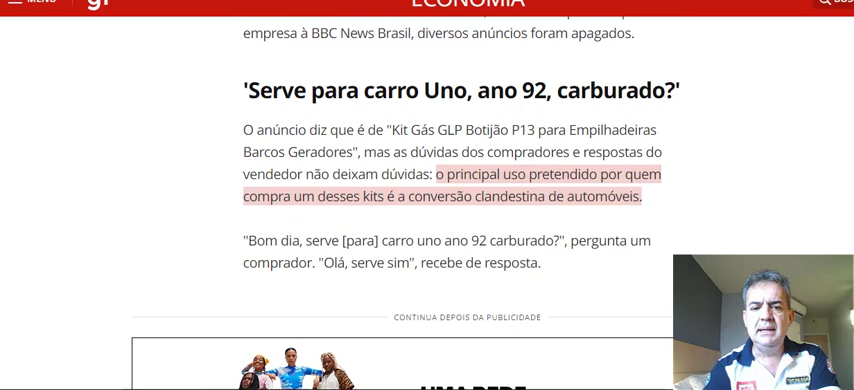 MENU
g1
ECONOMIA
empresa à BBC News Brasil, diversos anúncios foram apagados.
'Serve para carro Uno, ano 92, carburado?'
O anúncio diz que é de "Kit Gás GLP Botijão P13 para Empilhadeiras
Barcos Geradores", mas as dúvidas dos compradores e respostas do
vendedor não deixam dúvidas: o principal uso pretendido por quem
compra um desses kits é a conversão clandestina de automóveis.
"Bom dia, serve [para] carro uno ano 92 carburado?", pergunta um
comprador. "Olá, serve sim", recebe de resposta.
CONTINUA DEPOIS DA PUBLICIDADE
UMA REDE